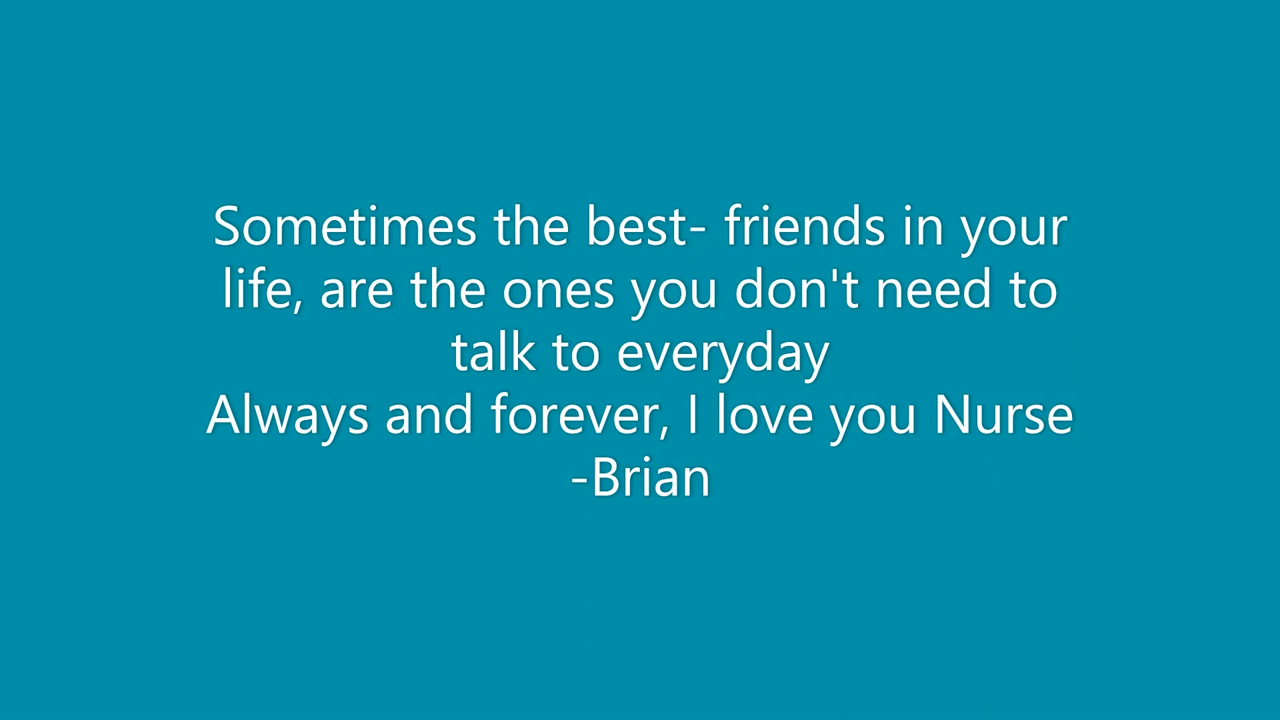 Sometimes the best- friends in your
life, are the ones you don't need to
talk to everyday
Always and forever, I love you Nurse
-Brian